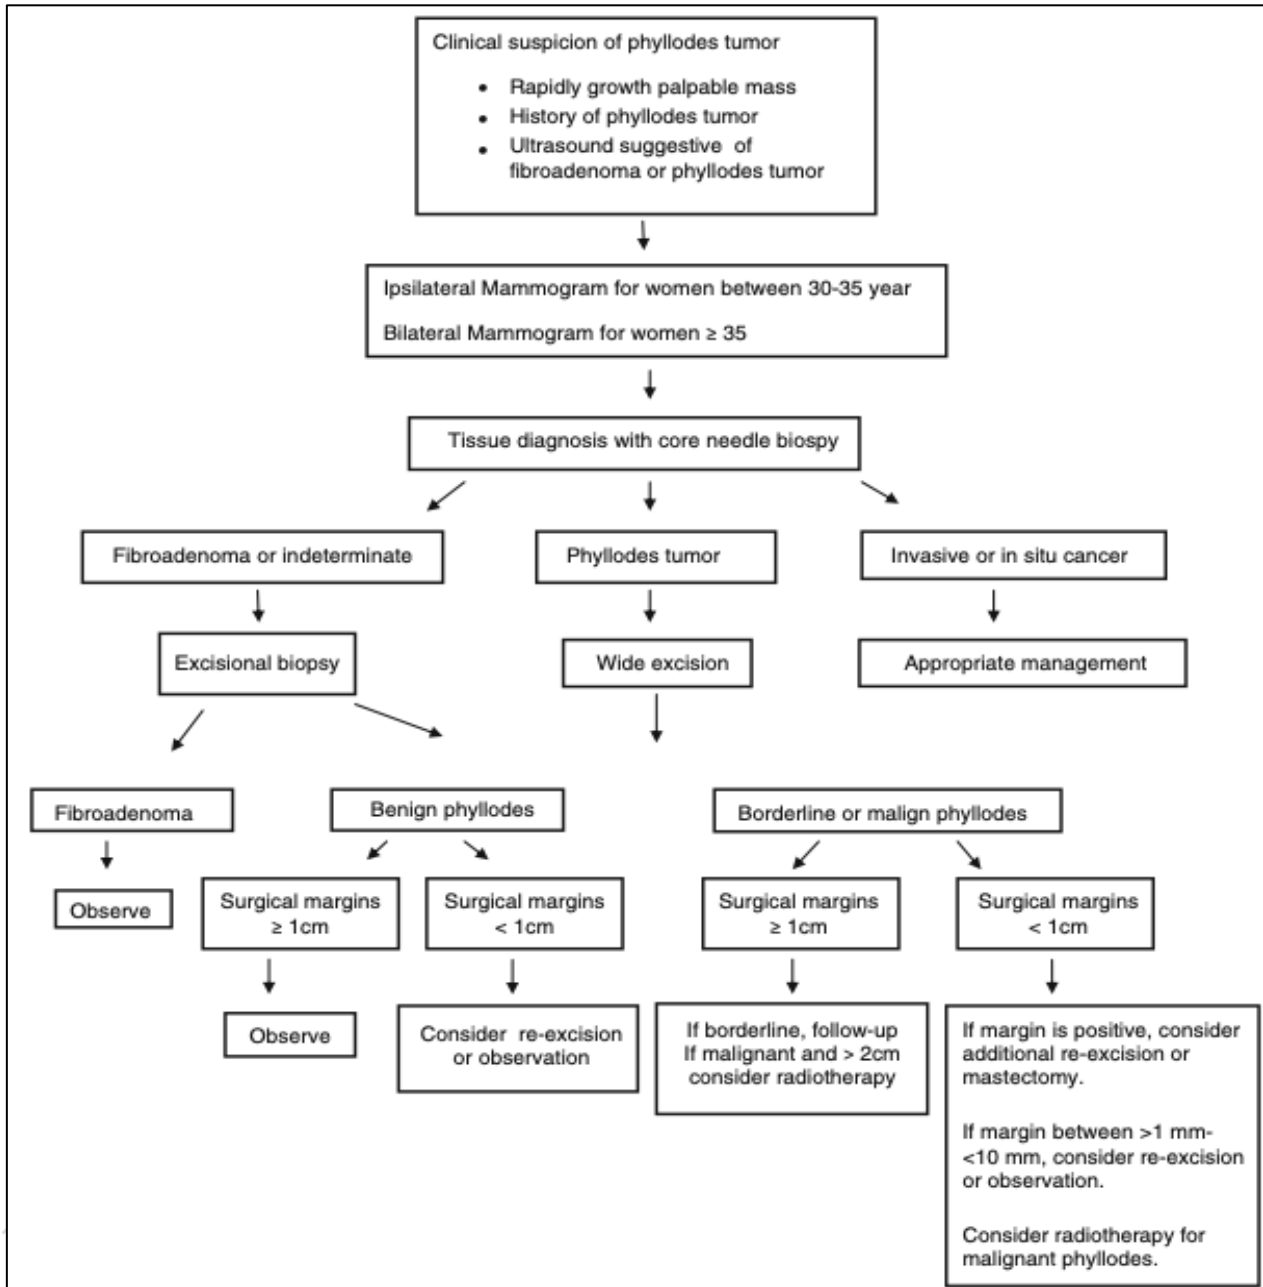 Clinical suspicion of phyllodes tumor
• Rapidly growth palpable mass
• History of phyllodes tumor
• Ultrasound suggestive of
fibroadenoma or phyllodes tumor
Ipsilateral Mammogram for women between 30-35 year
Bilateral Mammogram for women ≥ 35
Tissue diagnosis with core needle biospy
Fibroadenoma or indeterminate
Phyllodes tumor
Invasive or in situ cancer
Excisional biopsy
Wide excision
Appropriate management
Fibroadenoma
Benign phyllodes
Borderline or malign phyllodes
Observe
Surgical margins
≥ 1cm
Surgical margins
< 1cm
Surgical margins
≥ 1cm
Surgical margins
< 1cm
Observe
Consider re-excision
or observation
If borderline, follow-up
If malignant and > 2cm
consider radiotherapy
If margin is positive, consider
additional re-excision or
mastectomy.
If margin between >1 mm-
<10 mm, consider re-excision
or observation.
Consider radiotherapy for
malignant phyllodes.